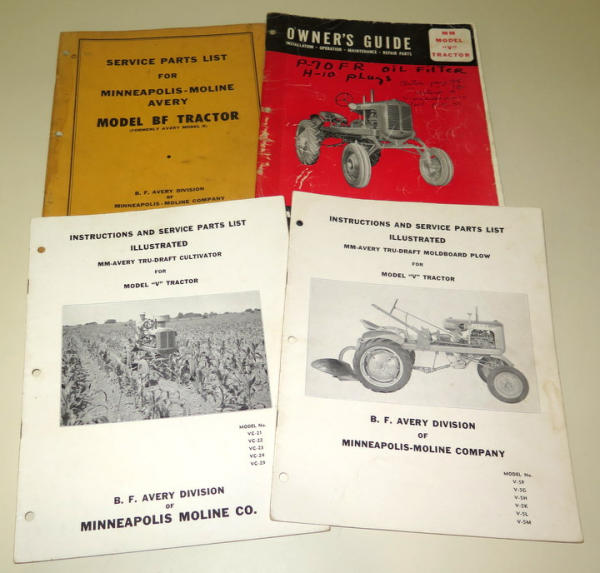 SERVICE PARTS LIST
FOR
MINNEAPOLIS-MOLINE
AVERY
MODEL BF TRACTOR
(FORMERLY AVERY MODEL R)
B. F. AVERY DIVISION
OF
MINNEAPOLIS-MOLINE COMPANY
OWNER'S GUIDE
INSTALLATION - OPERATION - MAINTENANCE - REPAIR PARTS
MM
MODEL
"V"
TRACTOR
P-70FR oil Filter
H-10 plugs
INSTRUCTIONS AND SERVICE PARTS LIST
ILLUSTRATED
MM-AVERY TRU-DRAFT CULTIVATOR
FOR
MODEL "V" TRACTOR
MODEL No.
VC-21
VC-22
VC-23
VC-24
VC-25
B. F. AVERY DIVISION
OF
MINNEAPOLIS MOLINE CO.
INSTRUCTIONS AND SERVICE PARTS LIST
ILLUSTRATED
MM-AVERY TRU-DRAFT MOLDBOARD PLOW
FOR
MODEL "V" TRACTOR
B. F. AVERY DIVISION
OF
MINNEAPOLIS-MOLINE COMPANY
MODEL No.
V-5F
V-5G
V-5H
V-5K
V-5L
V-5M